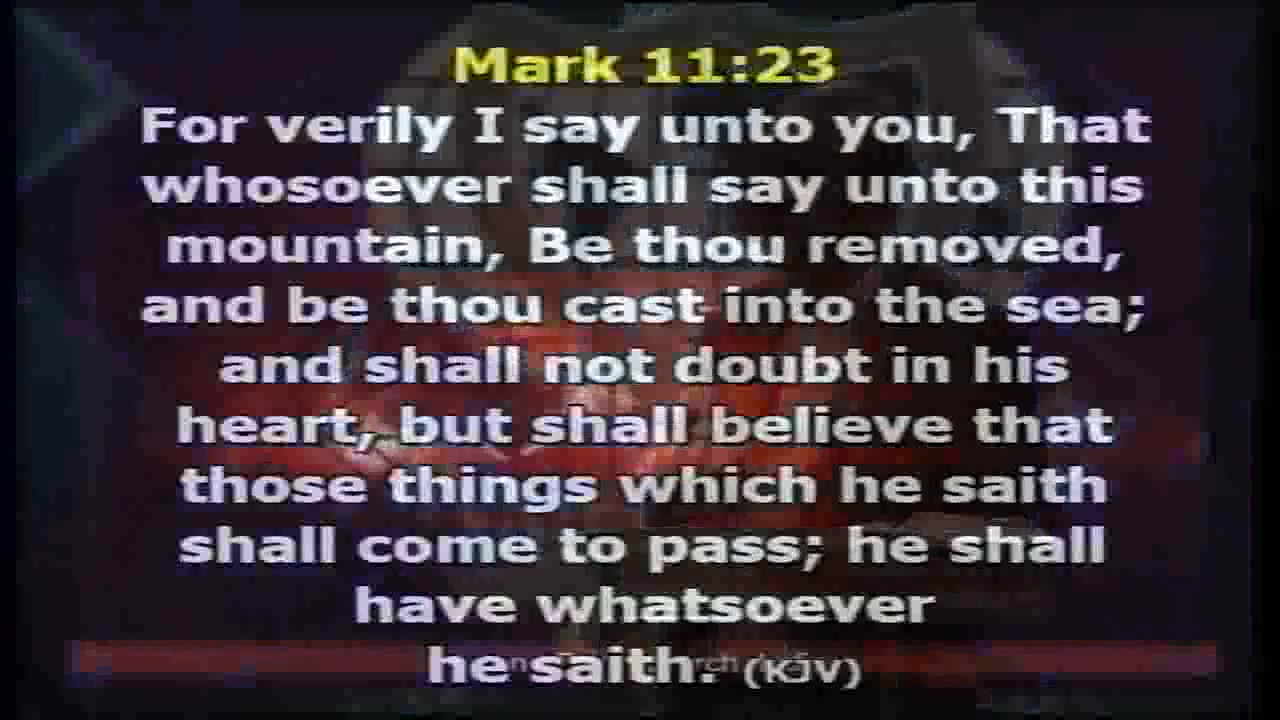 Mark 11:23
For verily I say unto you, That
whosoever shall say unto this
mountain, Be thou removed,
and be thou cast into the sea;
and shall not doubt in his
heart, but shall believe that
those things which he saith
shall come to pass; he shall
have whatsoever
he saith. (KJV)